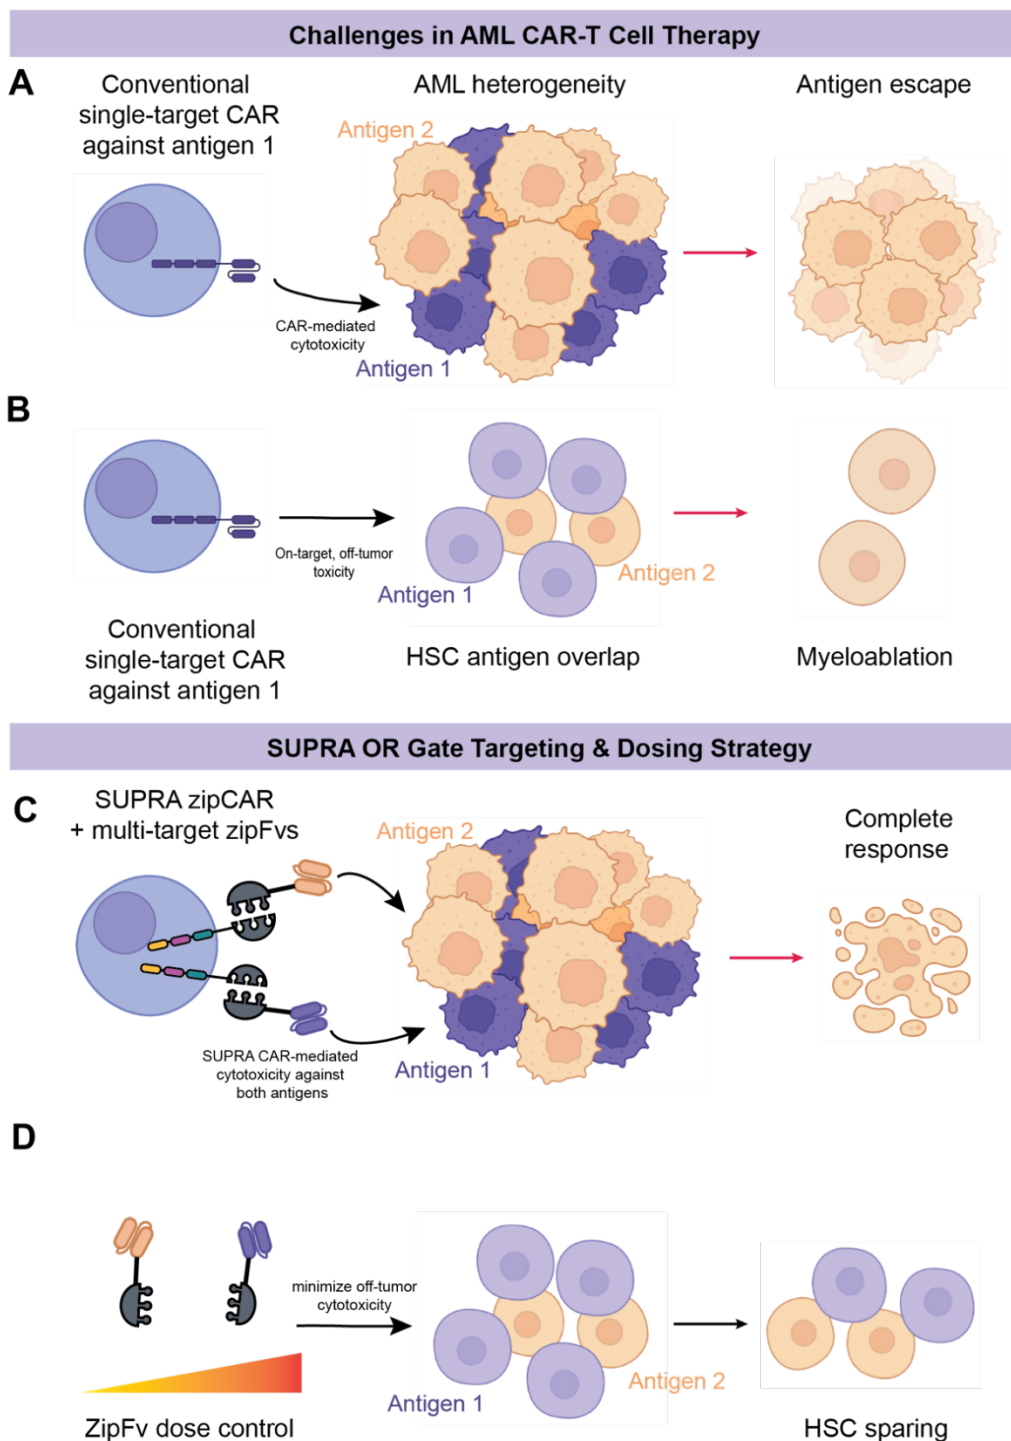 Challenges in AML CAR-T Cell Therapy
A
Conventional
single-target CAR
against antigen 1
AML heterogeneity
Antigen escape
Antigen 2
CAR-mediated
cytotoxicity
Antigen 1
B
On-target, off-tumor
toxicity
Antigen 1
Antigen 2
Conventional
single-target CAR
against antigen 1
HSC antigen overlap
Myeloablation
SUPRA OR Gate Targeting & Dosing Strategy
C
SUPRA zipCAR
+ multi-target zipFvs
Antigen 2
Complete
response
SUPRA CAR-mediated
cytotoxicity against
both antigens
Antigen 1
D
minimize off-tumor
cytotoxicity
Antigen 2
Antigen 1
ZipFv dose control
HSC sparing